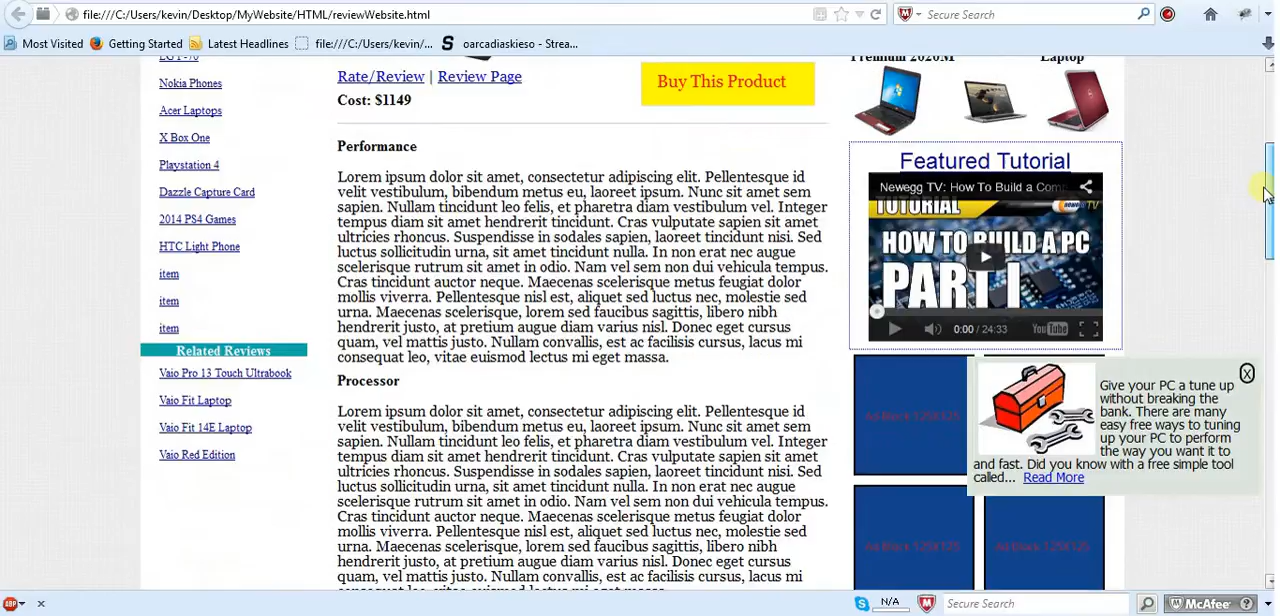 file:///C:/Users/kevin/Desktop/MyWebsite/HTML/reviewWebsite.html
Secure Search
Most Visited
Getting Started
Latest Headlines
file:///C:/Users/kevin/...
oarcadiaskieso - Strea...
LG F-70
Nokia Phones
Acer Laptops
X Box One
Playstation 4
Dazzle Capture Card
2014 PS4 Games
HTC Light Phone
item
item
item
Related Reviews
Vaio Pro 13 Touch Ultrabook
Vaio Fit Laptop
Vaio Fit 14E Laptop
Vaio Red Edition
Rate/Review | Review Page
Cost: $1149
Buy This Product
Performance
Lorem ipsum dolor sit amet, consectetur adipiscing elit. Pellentesque id
velit vestibulum, bibendum metus eu, laoreet ipsum. Nunc sit amet sem
sapien. Nullam tincidunt leo felis, et pharetra diam vestibulum vel. Integer
tempus diam sit amet hendrerit tincidunt. Cras vulputate sapien a lorem
ultricies rhoncus. Suspendisse in sodales sapien, laoreet tincidunt nisi. Sed
luctus sollicitudin urna, sit amet tincidunt nulla. In non erat nec augue
scelerisque rutrum sit amet in odio. Nam vel sem non dui vehicula tempus.
Cras tincidunt auctor neque. Maecenas scelerisque metus feugiat dolor
mollis viverra. Pellentesque nisl est, aliquet sed luctus nec, molestie sed
urna. Maecenas scelerisque, lorem sed faucibus sagittis, libero nibh
hendrerit justo, at pretium augue diam varius nisl. Donec eget cursus
quam, vel mattis justo. Nullam convallis, est ac facilisis cursus, lacus mi
consequat leo, vitae euismod lectus mi eget massa.
Processor
Lorem ipsum dolor sit amet, consectetur adipiscing elit. Pellentesque id
velit vestibulum, bibendum metus eu, laoreet ipsum. Nunc sit amet sem
sapien. Nullam tincidunt leo felis, et pharetra diam vestibulum vel. Integer
tempus diam sit amet hendrerit tincidunt. Cras vulputate sapien a lorem
ultricies rhoncus. Suspendisse in sodales sapien, laoreet tincidunt nisi. Sed
luctus sollicitudin urna, sit amet tincidunt nulla. In non erat nec augue
scelerisque rutrum sit amet in odio. Nam vel sem non dui vehicula tempus.
Cras tincidunt auctor neque. Maecenas scelerisque metus feugiat dolor
mollis viverra. Pellentesque nisl est, aliquet sed luctus nec, molestie sed
urna. Maecenas scelerisque, lorem sed faucibus sagittis, libero nibh
hendrerit justo, at pretium augue diam varius nisl. Donec eget cursus
quam, vel mattis justo. Nullam convallis, est ac facilisis cursus, lacus mi
Premium 2020M
Laptop
Featured Tutorial
Newegg TV: How To Build a Com
TUTORIAL
newegg TV
HOW TO BUILD A PC
PART I
0:00 / 24:33
YouTube
Ad Block 125X125
Ad Block 125X125
Ad Block 125X125
X
Give your PC a tune up
without breaking the
bank. There are many
easy free ways to tuning
up your PC to perform
the way you want it to
and fast. Did you know with a free simple tool
called... Read More
ABP
N/A
Secure Search
McAfee